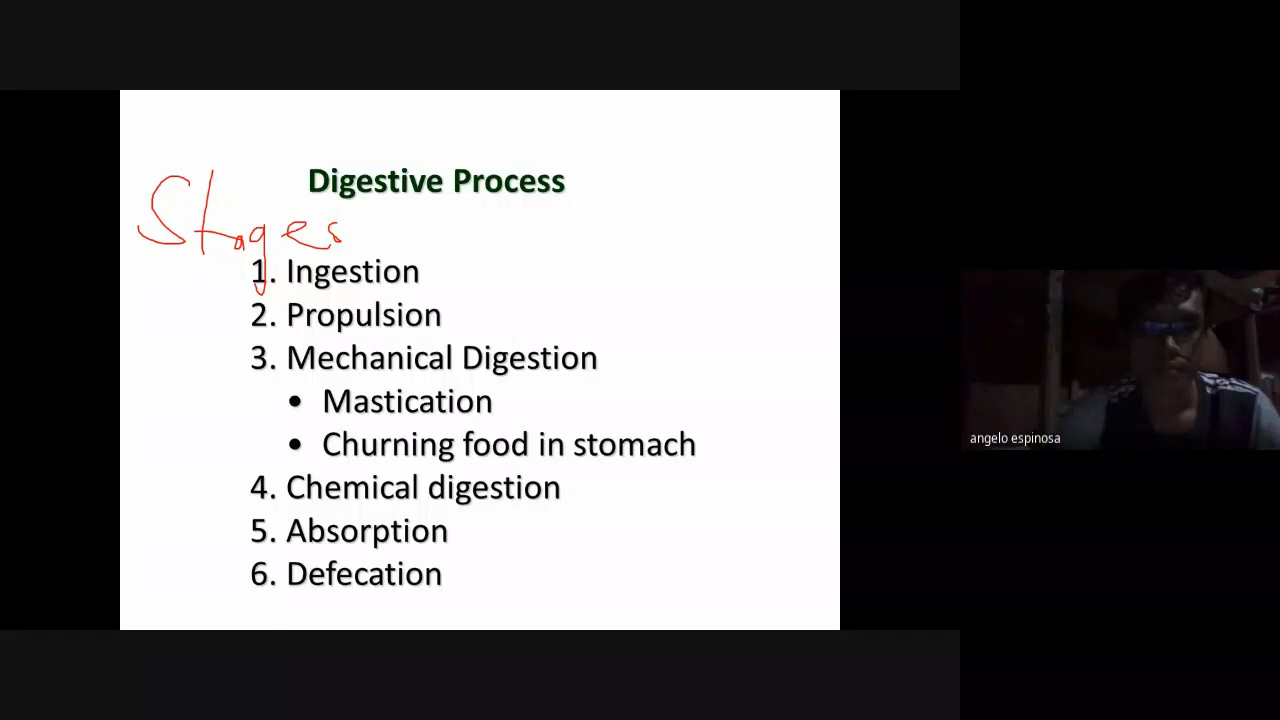 Digestive Process
Stages
1. Ingestion
2. Propulsion
3. Mechanical Digestion
• Mastication
• Churning food in stomach
4. Chemical digestion
5. Absorption
6. Defecation
angelo espinosa